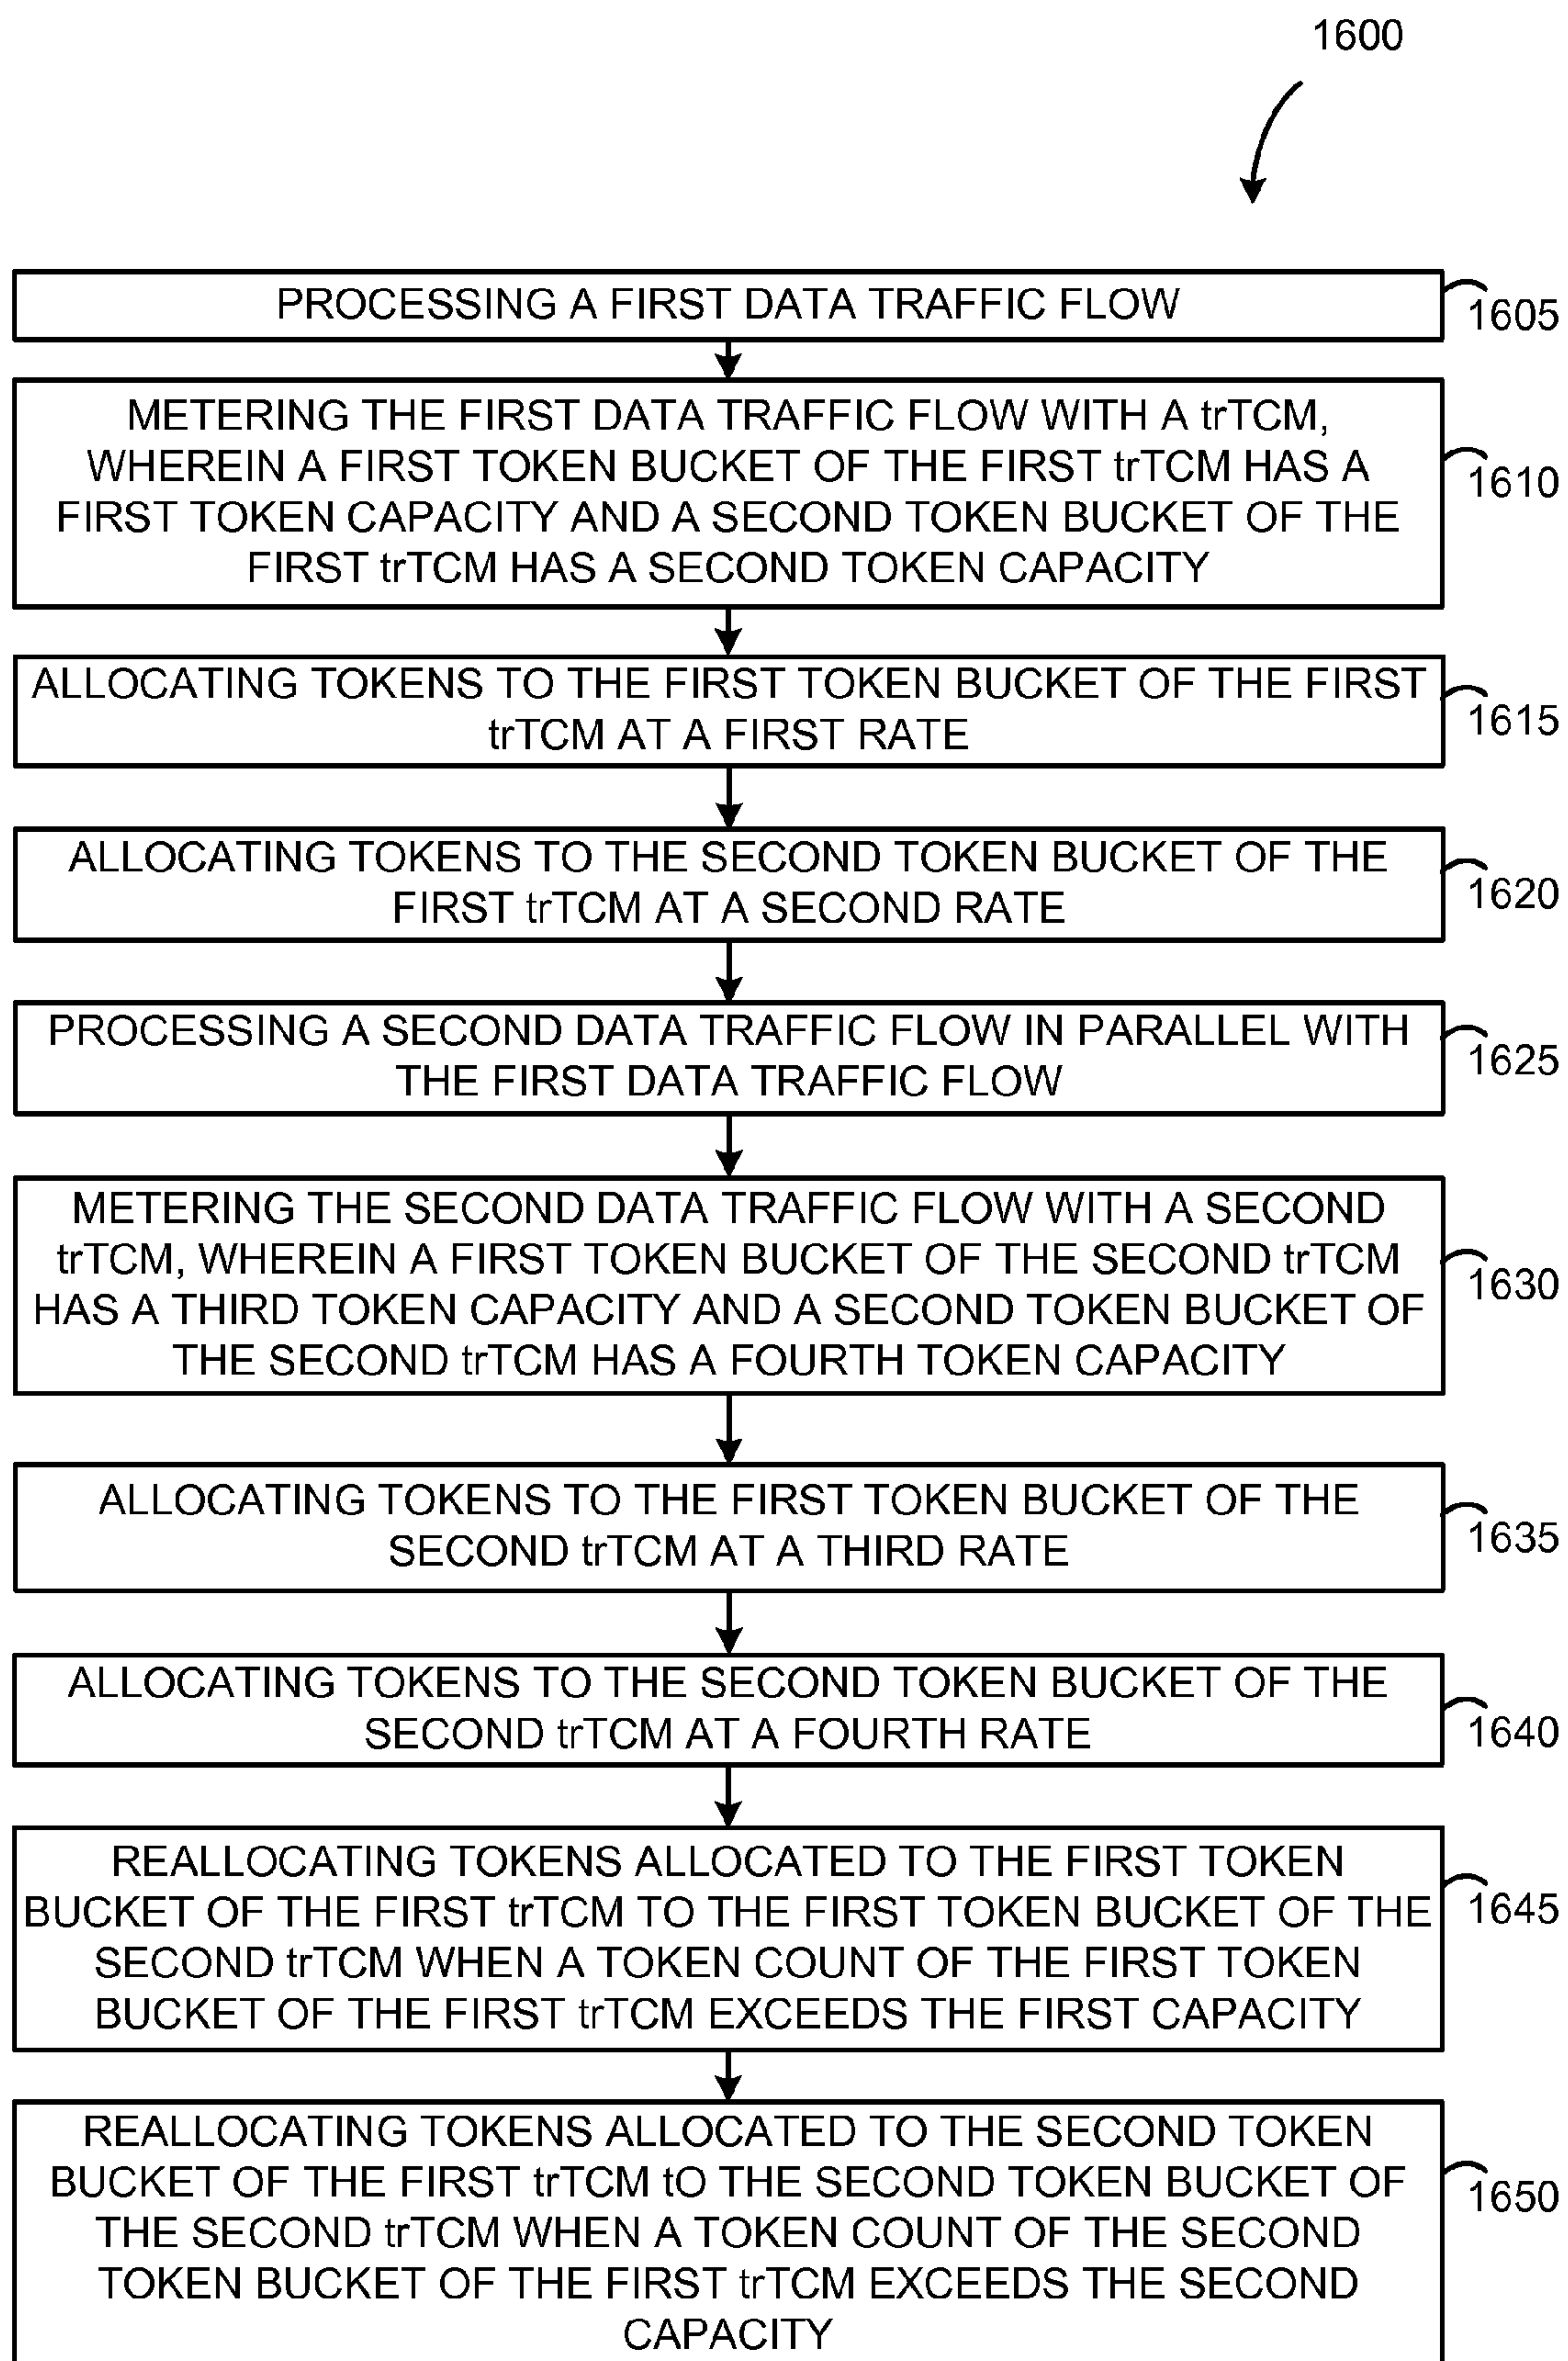 1600
PROCESSING A FIRST DATA TRAFFIC FLOW
1605
METERING THE FIRST DATA TRAFFIC FLOW WITH A trTCM,
WHEREIN A FIRST TOKEN BUCKET OF THE FIRST trTCM HAS A
FIRST TOKEN CAPACITY AND A SECOND TOKEN BUCKET OF THE
FIRST trTCM HAS A SECOND TOKEN CAPACITY
1610
ALLOCATING TOKENS TO THE FIRST TOKEN BUCKET OF THE FIRST
trTCM AT A FIRST RATE
1615
ALLOCATING TOKENS TO THE SECOND TOKEN BUCKET OF THE
FIRST trTCM AT A SECOND RATE
1620
PROCESSING A SECOND DATA TRAFFIC FLOW IN PARALLEL WITH
THE FIRST DATA TRAFFIC FLOW
1625
METERING THE SECOND DATA TRAFFIC FLOW WITH A SECOND
trTCM, WHEREIN A FIRST TOKEN BUCKET OF THE SECOND trTCM
HAS A THIRD TOKEN CAPACITY AND A SECOND TOKEN BUCKET OF
THE SECOND trTCM HAS A FOURTH TOKEN CAPACITY
1630
ALLOCATING TOKENS TO THE FIRST TOKEN BUCKET OF THE
SECOND trTCM AT A THIRD RATE
1635
ALLOCATING TOKENS TO THE SECOND TOKEN BUCKET OF THE
SECOND trTCM AT A FOURTH RATE
1640
REALLOCATING TOKENS ALLOCATED TO THE FIRST TOKEN
BUCKET OF THE FIRST trTCM TO THE FIRST TOKEN BUCKET OF THE
SECOND trTCM WHEN A TOKEN COUNT OF THE FIRST TOKEN
BUCKET OF THE FIRST trTCM EXCEEDS THE FIRST CAPACITY
1645
REALLOCATING TOKENS ALLOCATED TO THE SECOND TOKEN
BUCKET OF THE FIRST trTCM tO THE SECOND TOKEN BUCKET OF
THE SECOND trTCM WHEN A TOKEN COUNT OF THE SECOND
TOKEN BUCKET OF THE FIRST trTCM EXCEEDS THE SECOND
CAPACITY
1650